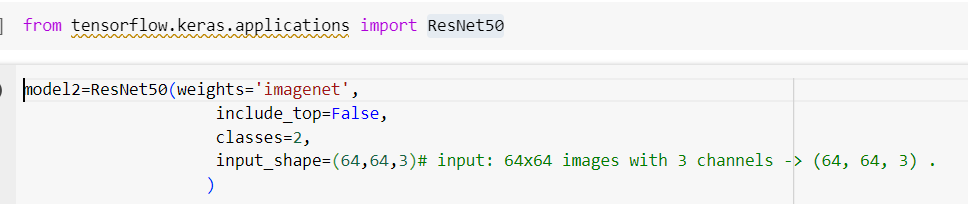 from tensorflow.keras.applications import ResNet50
model2=ResNet50(weights='imagenet',
include_top=False,
classes=2,
input_shape=(64,64,3)# input: 64x64 images with 3 channels -> (64, 64, 3) .
)